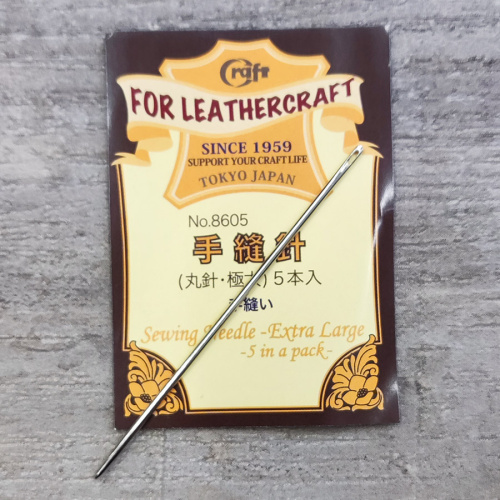 Craft
FOR LEATHERCRAFT
SINCE 1959
SUPPORT YOUR CRAFT LIFE
TOKYO JAPAN
No.8605
手縫針
(丸針・極太)5本入
手縫い
Sewing Needle -Extra Large
-5 in a pack-